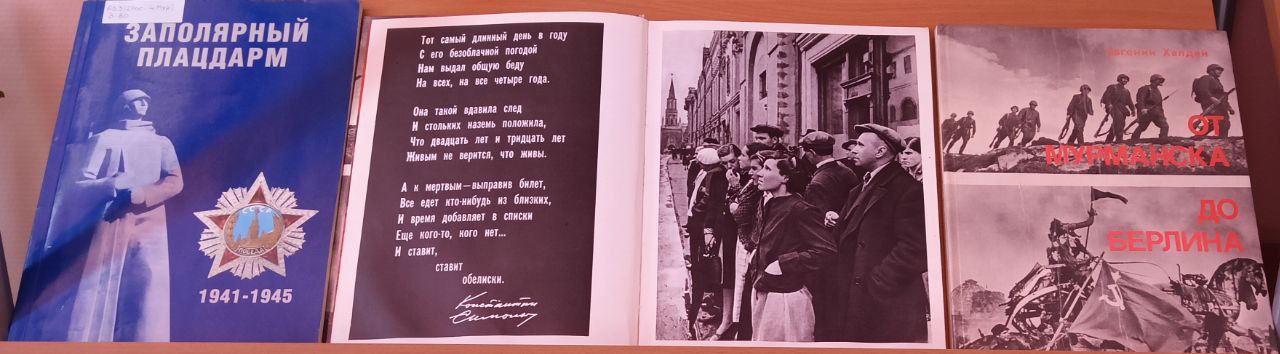 ЗАПОЛЯРНЫЙ
ПЛАЦДАРМ
СССР
ПОБЕДА
1941-1945
Тот самый длинный день в году
С его безоблачной погодой
Нам выдал общую беду
На всех, на все четыре года.
Она такой вдавила след
И стольких наземь положила,
Что двадцать лет и тридцать лет
Живым не верится, что живы.
А к мертвым—выправив билет,
Все едет кто-нибудь из близких,
И время добавляет в списки
Еще кого-то, кого нет...
И ставит,
ставит
обелиски.
Константин
Симонов
Евгений Халдей
ОТ
МУРМАНСКА
ДО
БЕРЛИНА